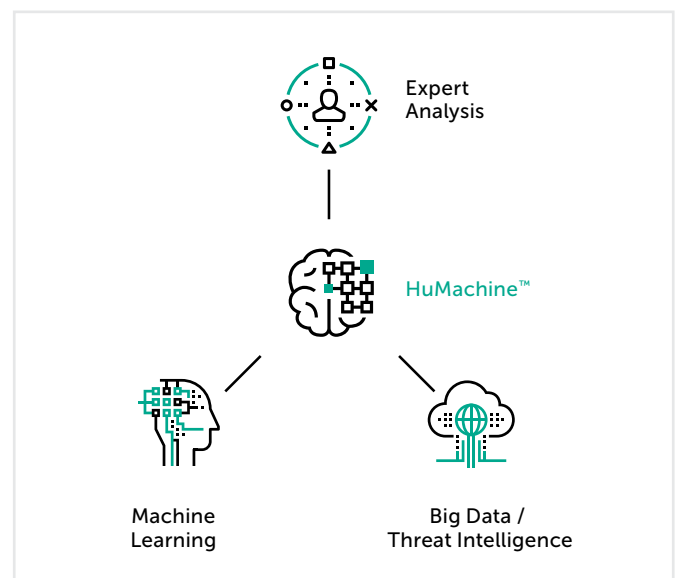 Expert
Analysis
HuMachine™
Machine
Learning
Big Data /
Threat Intelligence